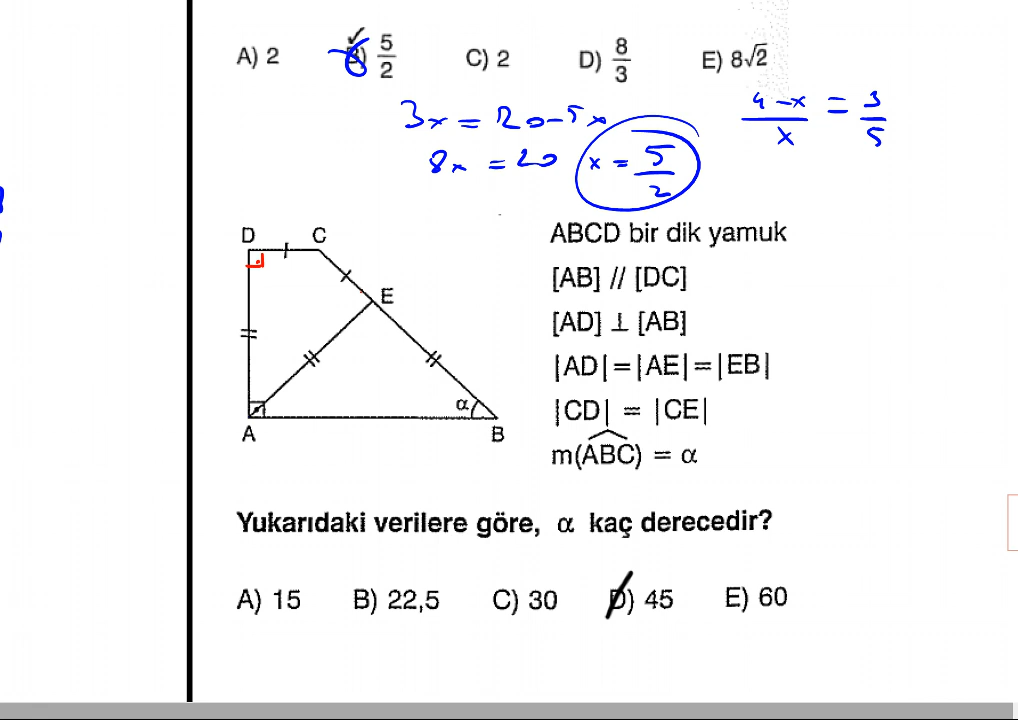 A) 2 B) 5/2 C) 2 D) 8/3 E) 8√2
3x = 20-5x
4-x/x = 3/5
8x = 20 x = 5/2
D C
E
α
A B
ABCD bir dik yamuk
[AB] // [DC]
[AD] ⊥ [AB]
|AD|=|AE|=|EB|
|CD| = |CE|
m(ABC) = α
Yukarıdaki verilere göre, α kaç derecedir?
A) 15 B) 22,5 C) 30 D) 45 E) 60